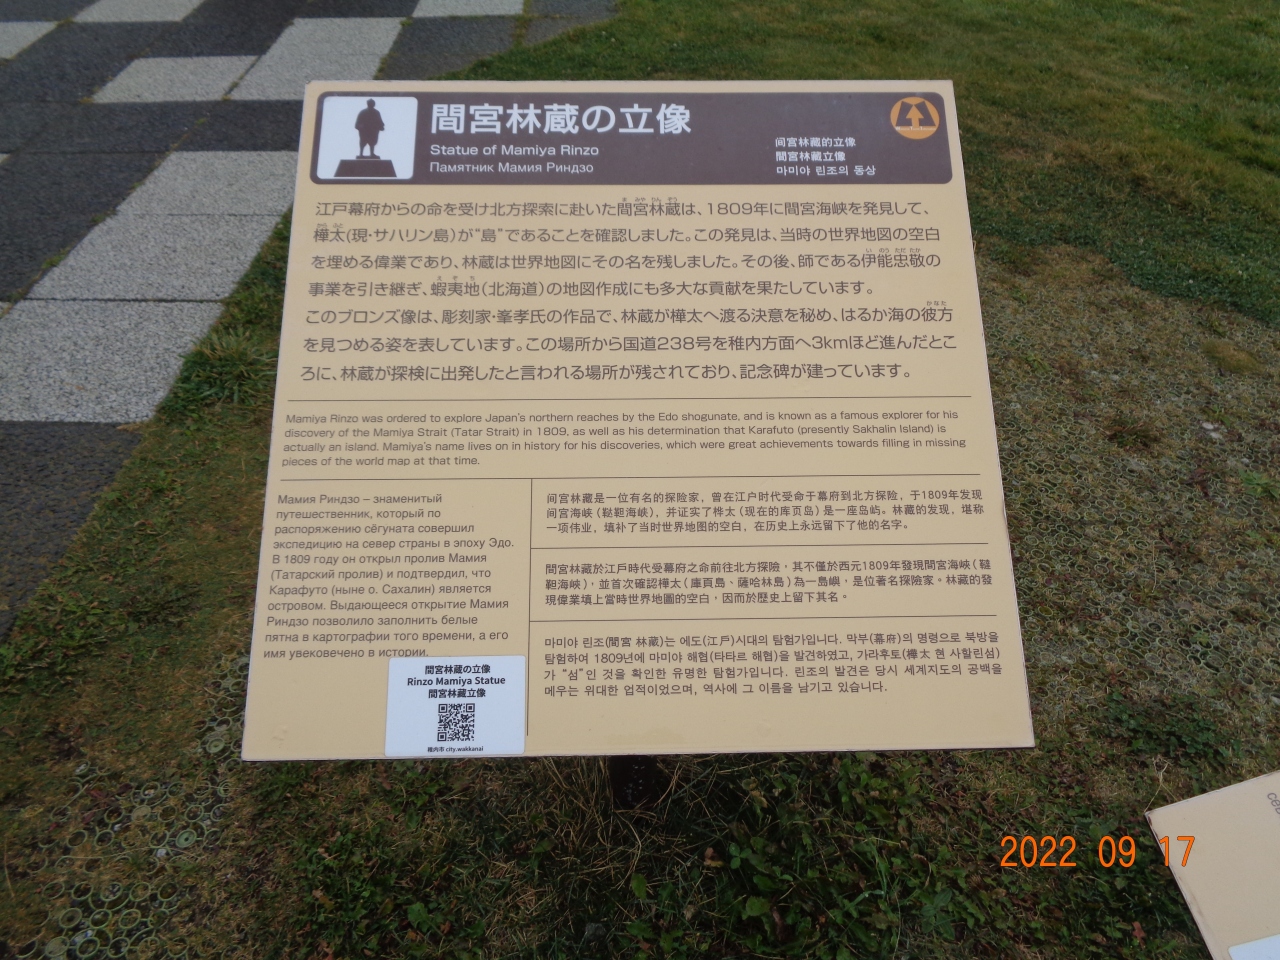 間宮林蔵の立像
Statue of Mamiya Rinzo
Памятник Мамия Риндзо
间宫林藏的立像
間宮林藏立像
마미야 린조의 동상
江戸幕府からの命を受け北方探索に赴いた間宮林蔵は、1809年に間宮海峡を発見して、
樺太(現・サハリン島)が“島”であることを確認しました。この発見は、当時の世界地図の空白
を埋める偉業であり、林蔵は世界地図にその名を残しました。その後、師である伊能忠敬の
事業を引き継ぎ、蝦夷地(北海道)の地図作成にも多大な貢献を果たしています。
このブロンズ像は、彫刻家・峯孝氏の作品で、林蔵が樺太へ渡る決意を秘め、はるか海の彼方
を見つめる姿を表しています。この場所から国道238号を稚内方面へ3kmほど進んだとこ
ろに、林蔵が探検に出発したと言われる場所が残されており、記念碑が建っています。
Mamiya Rinzo was ordered to explore Japan's northern reaches by the Edo shogunate, and is known as a famous explorer for his
discovery of the Mamiya Strait (Tatar Strait) in 1809, as well as his determination that Karafuto (presently Sakhalin Island) is
actually an island. Mamiya's name lives on in history for his discoveries, which were great achievements towards filling in missing
pieces of the world map at that time.
Мамия Риндзо – знаменитый
путешественник, который по
распоряжению сёгуната совершил
экспедицию на север страны в эпоху Эдо.
В 1809 году он открыл пролив Мамия
(Татарский пролив) и подтвердил, что
Карафуто (ныне о. Сахалин) является
островом. Выдающееся открытие Мамия
Риндзо позволило заполнить белые
пятна в картографии того времени, а его
имя увековечено в истории.
间宫林藏是一位有名的探险家，曾在江户时代受命于幕府到北方探险，于1809年发现
间宫海峡（鞑靼海峡），并证实了桦太（现在的库页岛）是一座岛屿。林藏的发现，堪称
一项伟业，填补了当时世界地图的空白，在历史上永远留下了他的名字。
間宮林藏於江戶時代受幕府之命前往北方探險，其不僅於西元1809年發現間宮海峽（韃
靼海峽），並首次確認樺太（庫頁島、薩哈林島）為一島嶼，是位著名探險家。林藏的發
現偉業填上當時世界地圖的空白，因而於歷史上留下其名。
마미야 린조(間宮 林蔵)는 에도(江戸)시대의 탐험가입니다. 막부(幕府)의 명령으로 북방을
탐험하여 1809년에 마미야 해협(타타르 해협)을 발견하였고, 가라후토(樺太 현 사할린섬)
가 “섬”인 것을 확인한 유명한 탐험가입니다. 린조의 발견은 당시 세계지도의 공백을
메우는 위대한 업적이었으며, 역사에 그 이름을 남기고 있습니다.
間宮林蔵の立像
Rinzo Mamiya Statue
間宮林藏立像
稚内市 city.wakkanai
2022 09 17